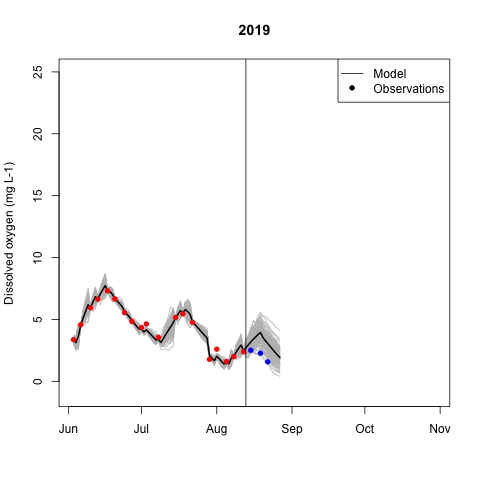 2019
Model
Observations
Dissolved oxygen (mg L-1)
25
20
15
10
5
0
Jun Jul Aug Sep Oct Nov